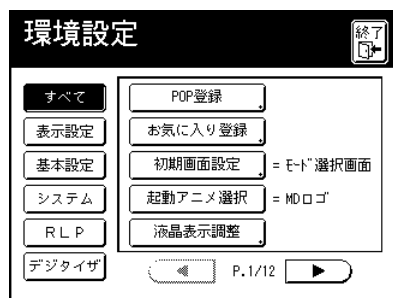 環境設定
終了
すべて
表示設定
基本設定
システム
RLP
デジタイザ
POP登録
お気に入り登録
初期画面設定 = ﾓｰﾄﾞ選択画面
起動アニメ選択 = MDﾛｺﾞ
液晶表示調整
P.1/12